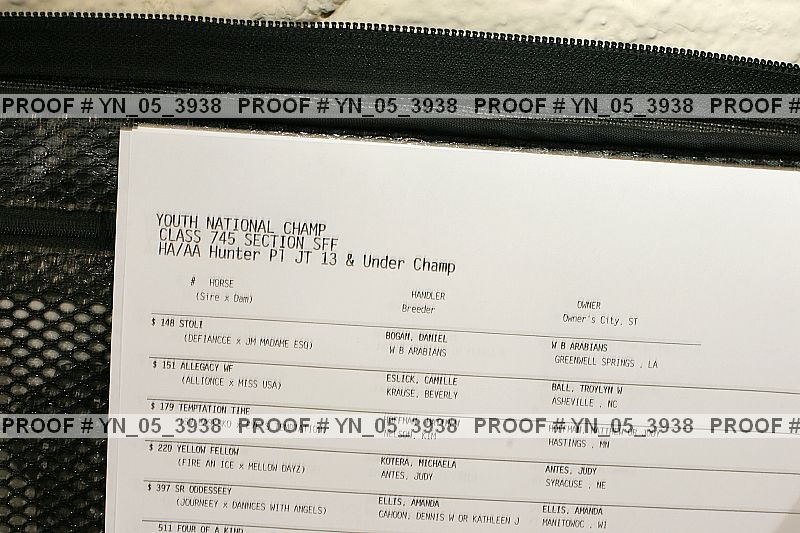 PROOF # YN_05_3938 PROOF # YN_05_3938 PROOF # YN_05_3938 PROOF #
YOUTH NATIONAL CHAMP
CLASS 745 SECTION SFF
HA/AA Hunter Pl JT 13 & Under Champ
# HORSE HANDLER OWNER
(Sire x Dam) Breeder Owner's City, ST
$ 148 STOLI BOGAN, DANIEL W B ARABIANS
(DEFIANCCE x JM MADAME ESQ) W B ARABIANS GREENWELL SPRINGS , LA
$ 151 ALLEGACY WF ESLICK, CAMILLE BALL, TROYLYN W
(ALLIONCE x MISS USA) KRAUSE, BEVERLY ASHEVILLE , NC
$ 179 TEMPTATION TIME
PROOF # YN_05_3938 PROOF # YN_05_3938 PROOF # YN_05_3938 PROOF #
NELSON, KIM HASTINGS , MN
$ 220 YELLOW FELLOW KOTERA, MICHAELA ANTES, JUDY
(FIRE AN ICE x MELLOW DAYZ) ANTES, JUDY SYRACUSE , NE
$ 397 SR ODDESSEEY ELLIS, AMANDA ELLIS, AMANDA
(JOURNEEY x DANNCES WITH ANGELS) CAHOON, DENNIS W OR KATHLEEN J MANITOWOC , WI
511 FOUR OF A KIND